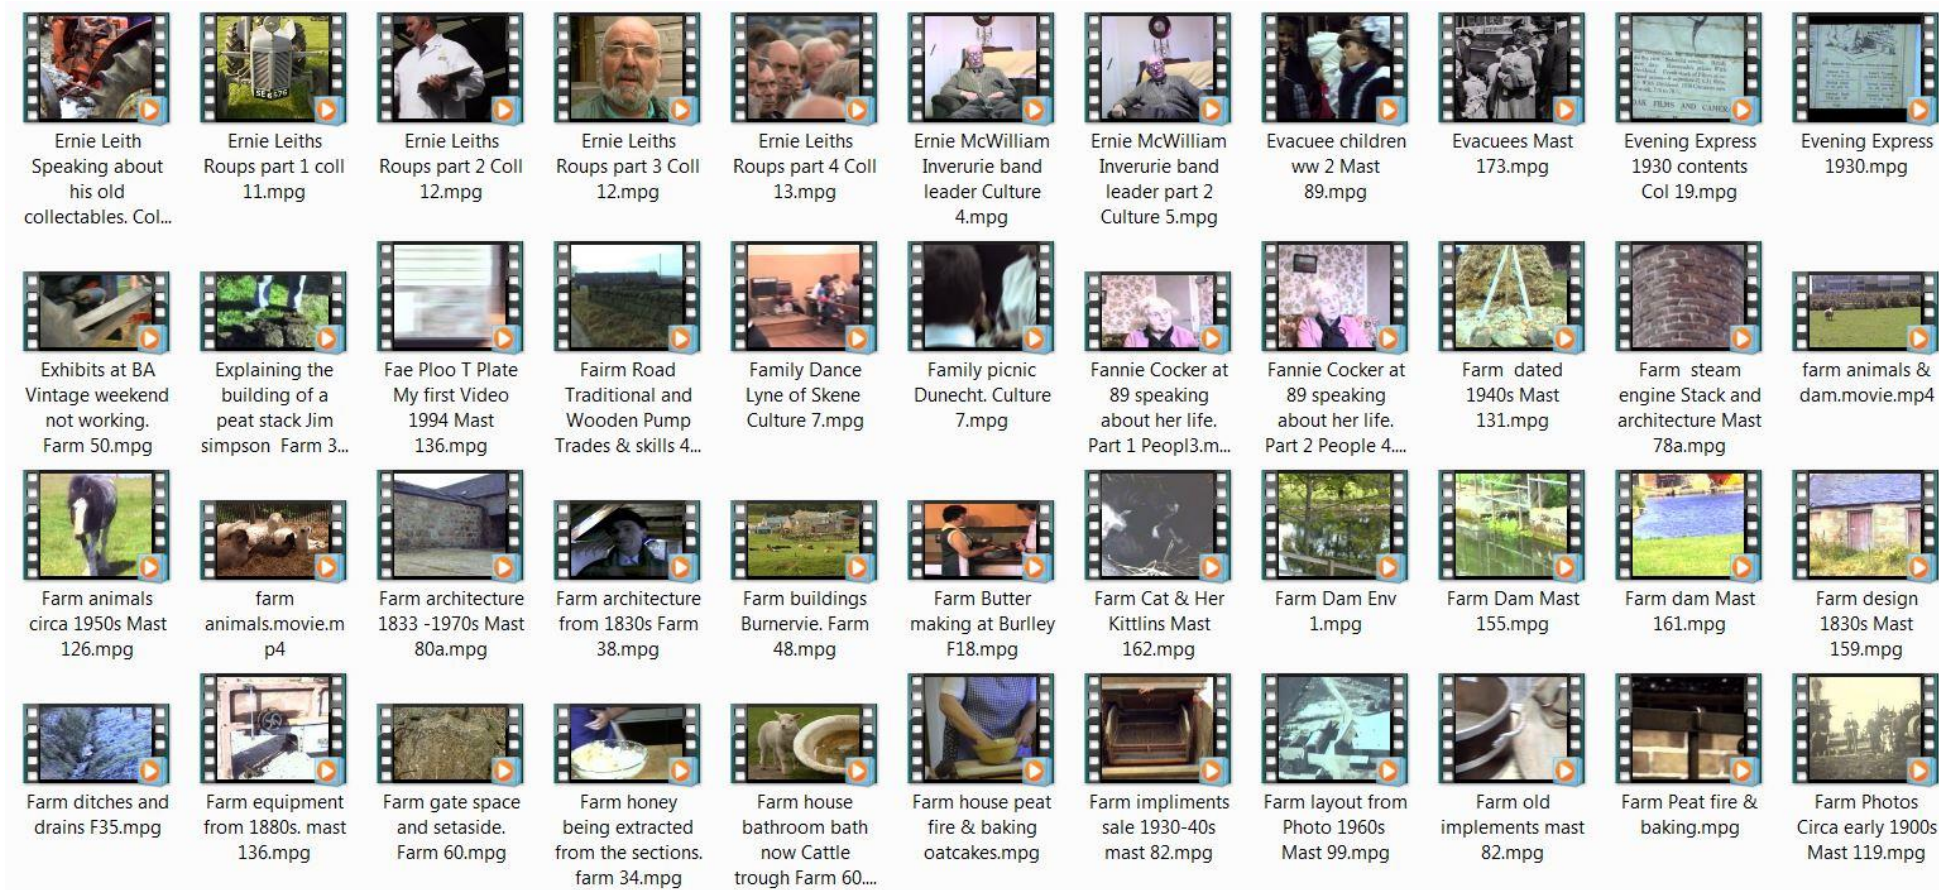 Ernie Leith
Speaking about
his old
collectables. Col...
Ernie Leiths
Roups part 1 coll
11.mpg
Ernie Leiths
Roups part 2 Coll
12.mpg
Ernie Leiths
Roups part 3 Coll
12.mpg
Ernie Leiths
Roups part 4 Coll
13.mpg
Ernie McWilliam
Inverurie band
leader Culture
4.mpg
Ernie McWilliam
Inverurie band
leader part 2
Culture 5.mpg
Evacuee children
ww 2 Mast
89.mpg
Evacuees Mast
173.mpg
Evening Express
1930 contents
Col 19.mpg
Evening Express
1930.mpg
Exhibits at BA
Vintage weekend
not working.
Farm 50.mpg
Explaining the
building of a
peat stack Jim
simpson Farm 3...
Fae Ploo T Plate
My first Video
1994 Mast
136.mpg
Fairm Road
Traditional and
Wooden Pump
Trades & skills 4...
Family Dance
Lyne of Skene
Culture 7.mpg
Family picnic
Dunecht. Culture
7.mpg
Fannie Cocker at
89 speaking
about her life.
Part 1 Peopl3.m...
Fannie Cocker at
89 speaking
about her life.
Part 2 People 4....
Farm dated
1940s Mast
131.mpg
Farm steam
engine Stack and
architecture Mast
78a.mpg
farm animals &
dam.movie.mp4
Farm animals
circa 1950s Mast
126.mpg
farm
animals.movie.m
p4
Farm architecture
1833 -1970s Mast
80a.mpg
Farm architecture
from 1830s Farm
38.mpg
Farm buildings
Burnervie. Farm
48.mpg
Farm Butter
making at Burlley
F18.mpg
Farm Cat & Her
Kittlins Mast
162.mpg
Farm Dam Env
1.mpg
Farm Dam Mast
155.mpg
Farm dam Mast
161.mpg
Farm design
1830s Mast
159.mpg
Farm ditches and
drains F35.mpg
Farm equipment
from 1880s. mast
136.mpg
Farm gate space
and setaside.
Farm 60.mpg
Farm honey
being extracted
from the sections.
farm 34.mpg
Farm house
bathroom bath
now Cattle
trough Farm 60....
Farm house peat
fire & baking
oatcakes.mpg
Farm impliments
sale 1930-40s
mast 82.mpg
Farm layout from
Photo 1960s
Mast 99.mpg
Farm old
implements mast
82.mpg
Farm Peat fire &
baking.mpg
Farm Photos
Circa early 1900s
Mast 119.mpg